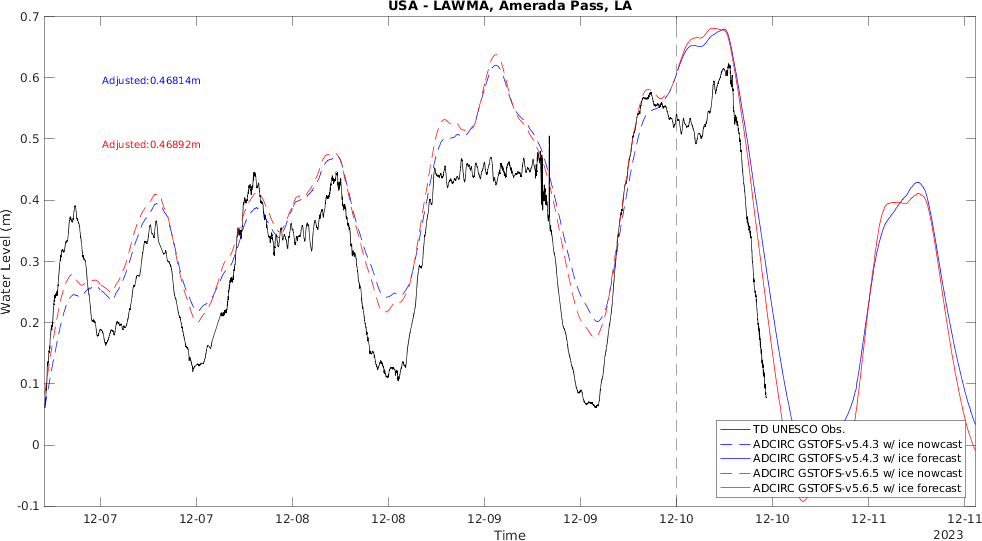 USA - LAWMA, Amerada Pass, LA
0.7
0.6
0.5
0.4
0.3
0.2
0.1
0
-0.1
Water Level (m)
Adjusted:0.46814m
Adjusted:0.46892m
TD UNESCO Obs.
ADCIRC GSTOFS-v5.4.3 w/ ice nowcast
ADCIRC GSTOFS-v5.4.3 w/ ice forecast
ADCIRC GSTOFS-v5.6.5 w/ ice nowcast
ADCIRC GSTOFS-v5.6.5 w/ ice forecast
12-07 12-07 12-08 12-08 12-09 12-09 12-10 12-10 12-11 12-11
Time
2023